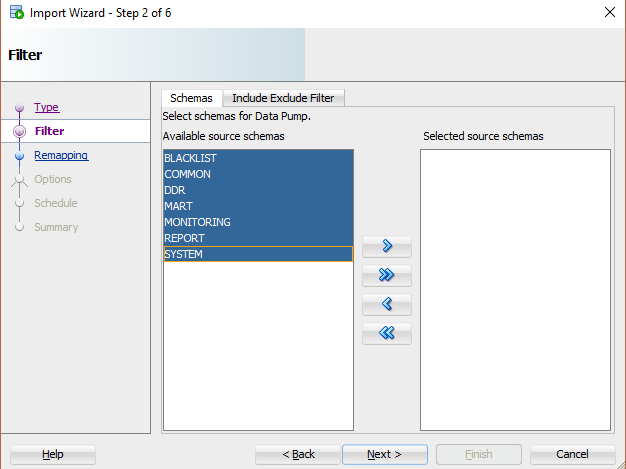 Import Wizard - Step 2 of 6
Filter
Type
Filter
Remapping
Options
Schedule
Summary
Schemas
Include Exclude Filter
Select schemas for Data Pump.
Available source schemas
BLACKLIST
COMMON
DDR
MART
MONITORING
REPORT
SYSTEM
Selected source schemas
Help
< Back
Next >
Finish
Cancel